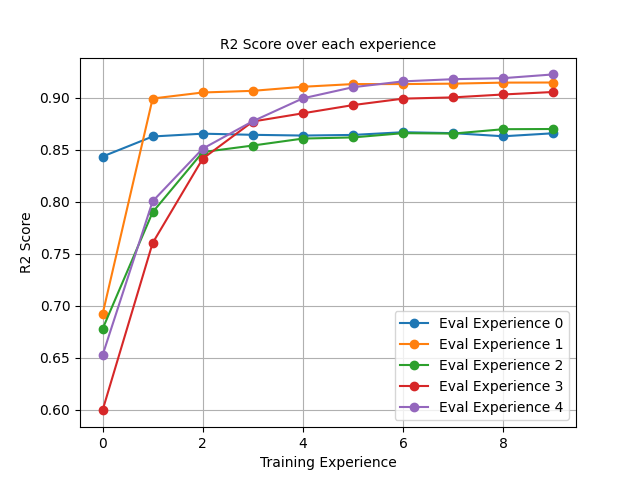 R2 Score over each experience
R2 Score
0.90
0.85
0.80
0.75
0.70
0.65
0.60
0
2
4
6
8
Training Experience
Eval Experience 0
Eval Experience 1
Eval Experience 2
Eval Experience 3
Eval Experience 4